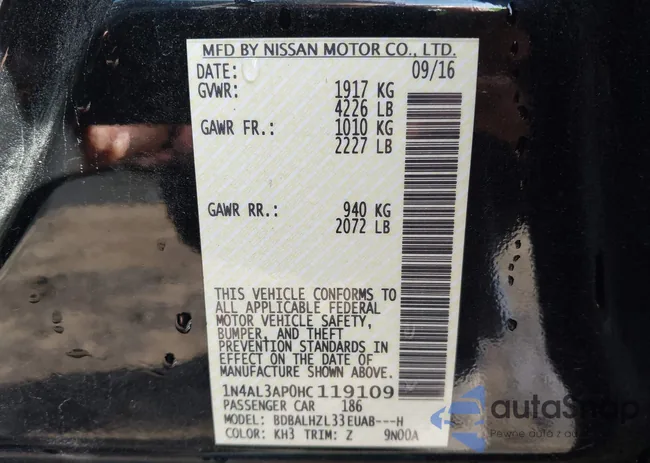 MFD BY NISSAN MOTOR CO., LTD.
DATE: 09/16
GVWR: 1917 KG
4226 LB
GAWR FR.: 1010 KG
2227 LB
GAWR RR.: 940 KG
2072 LB
THIS VEHICLE CONFORMS TO
ALL APPLICABLE FEDERAL
MOTOR VEHICLE SAFETY,
BUMPER, AND THEFT
PREVENTION STANDARDS IN
EFFECT ON THE DATE OF
MANUFACTURE SHOWN ABOVE.
1N4AL3AP0HC119109
PASSENGER CAR 186
MODEL: BDBALHZL33EUAB---H
COLOR: KH3 TRIM: Z 9N00A
autoSnap
Pewne auta z USA